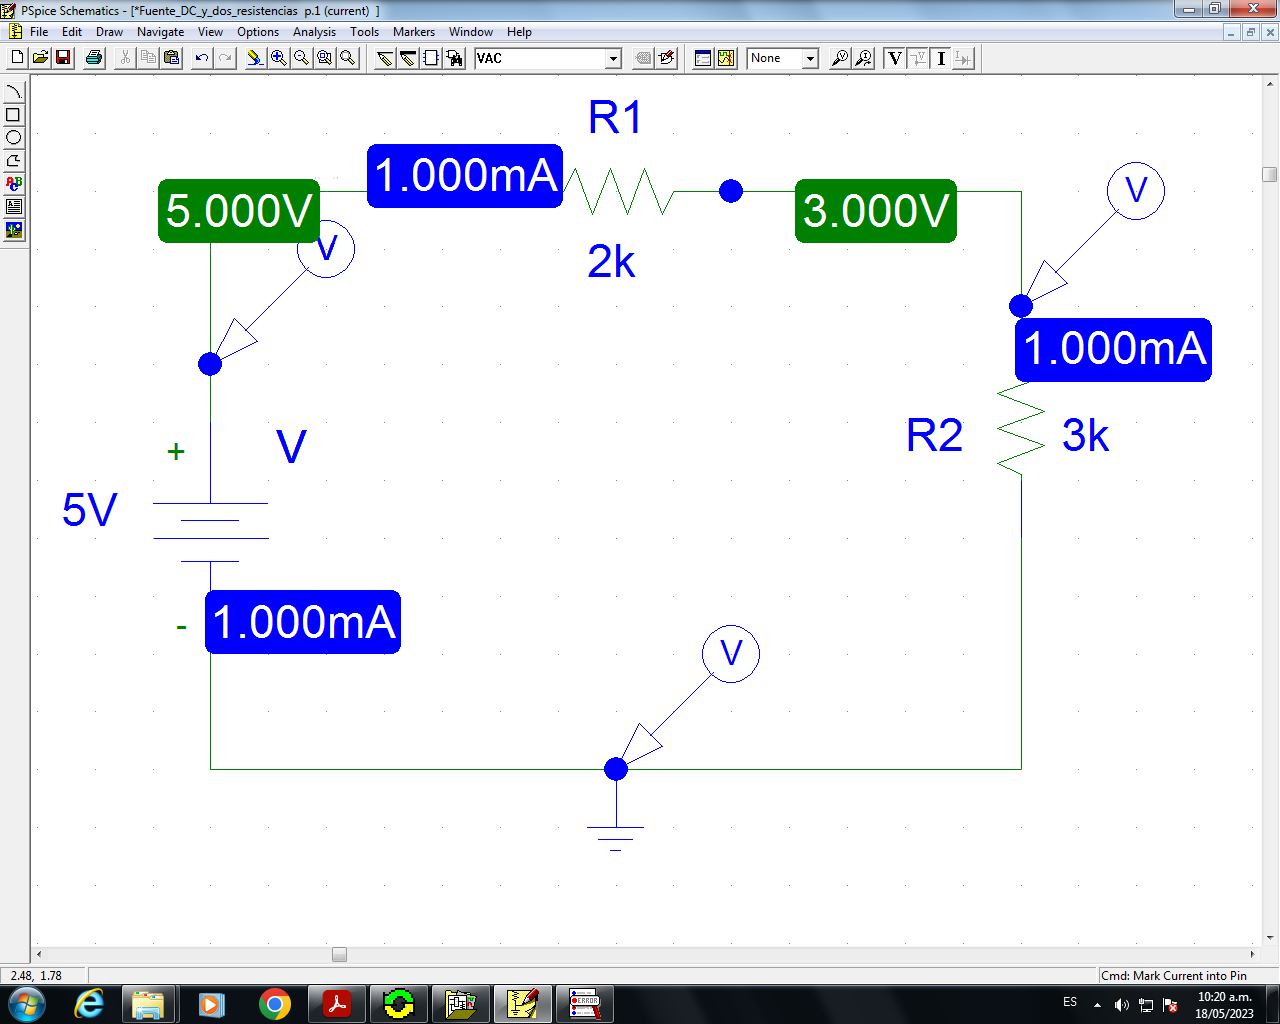 PSpice Schematics - [*Fuente_DC_y_dos_resistencias p.1 (current) ]
File Edit Draw Navigate View Options Analysis Tools Markers Window Help
VAC
None
V
I
ABC
R1
1.000mA
5.000V
3.000V
V
V
2k
1.000mA
R2
3k
+
V
5V
1.000mA
-
V
2.48, 1.78
Cmd: Mark Current into Pin
ERROR
ES
10:20 a.m.
18/05/2023